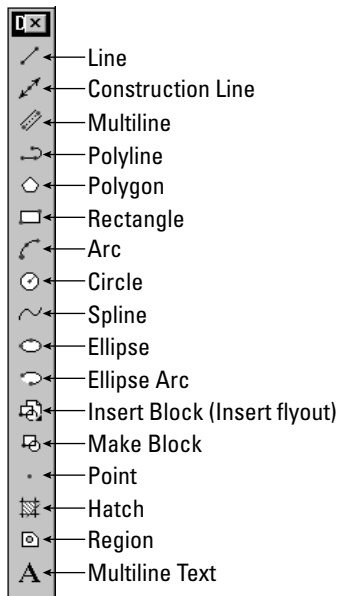 D
Line
Construction Line
Multiline
Polyline
Polygon
Rectangle
Arc
Circle
Spline
Ellipse
Ellipse Arc
Insert Block (Insert flyout)
Make Block
Point
Hatch
Region
A Multiline Text